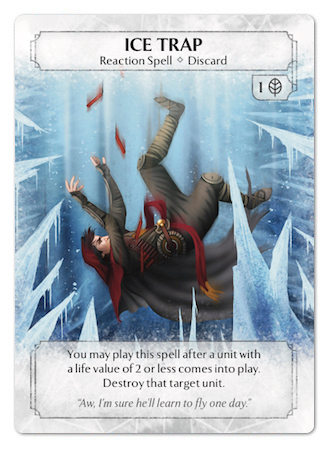 ICE TRAP
Reaction Spell ⋄ Discard
1
You may play this spell after a unit with
a life value of 2 or less comes into play.
Destroy that target unit.
"Aw, I'm sure he'll learn to fly one day."